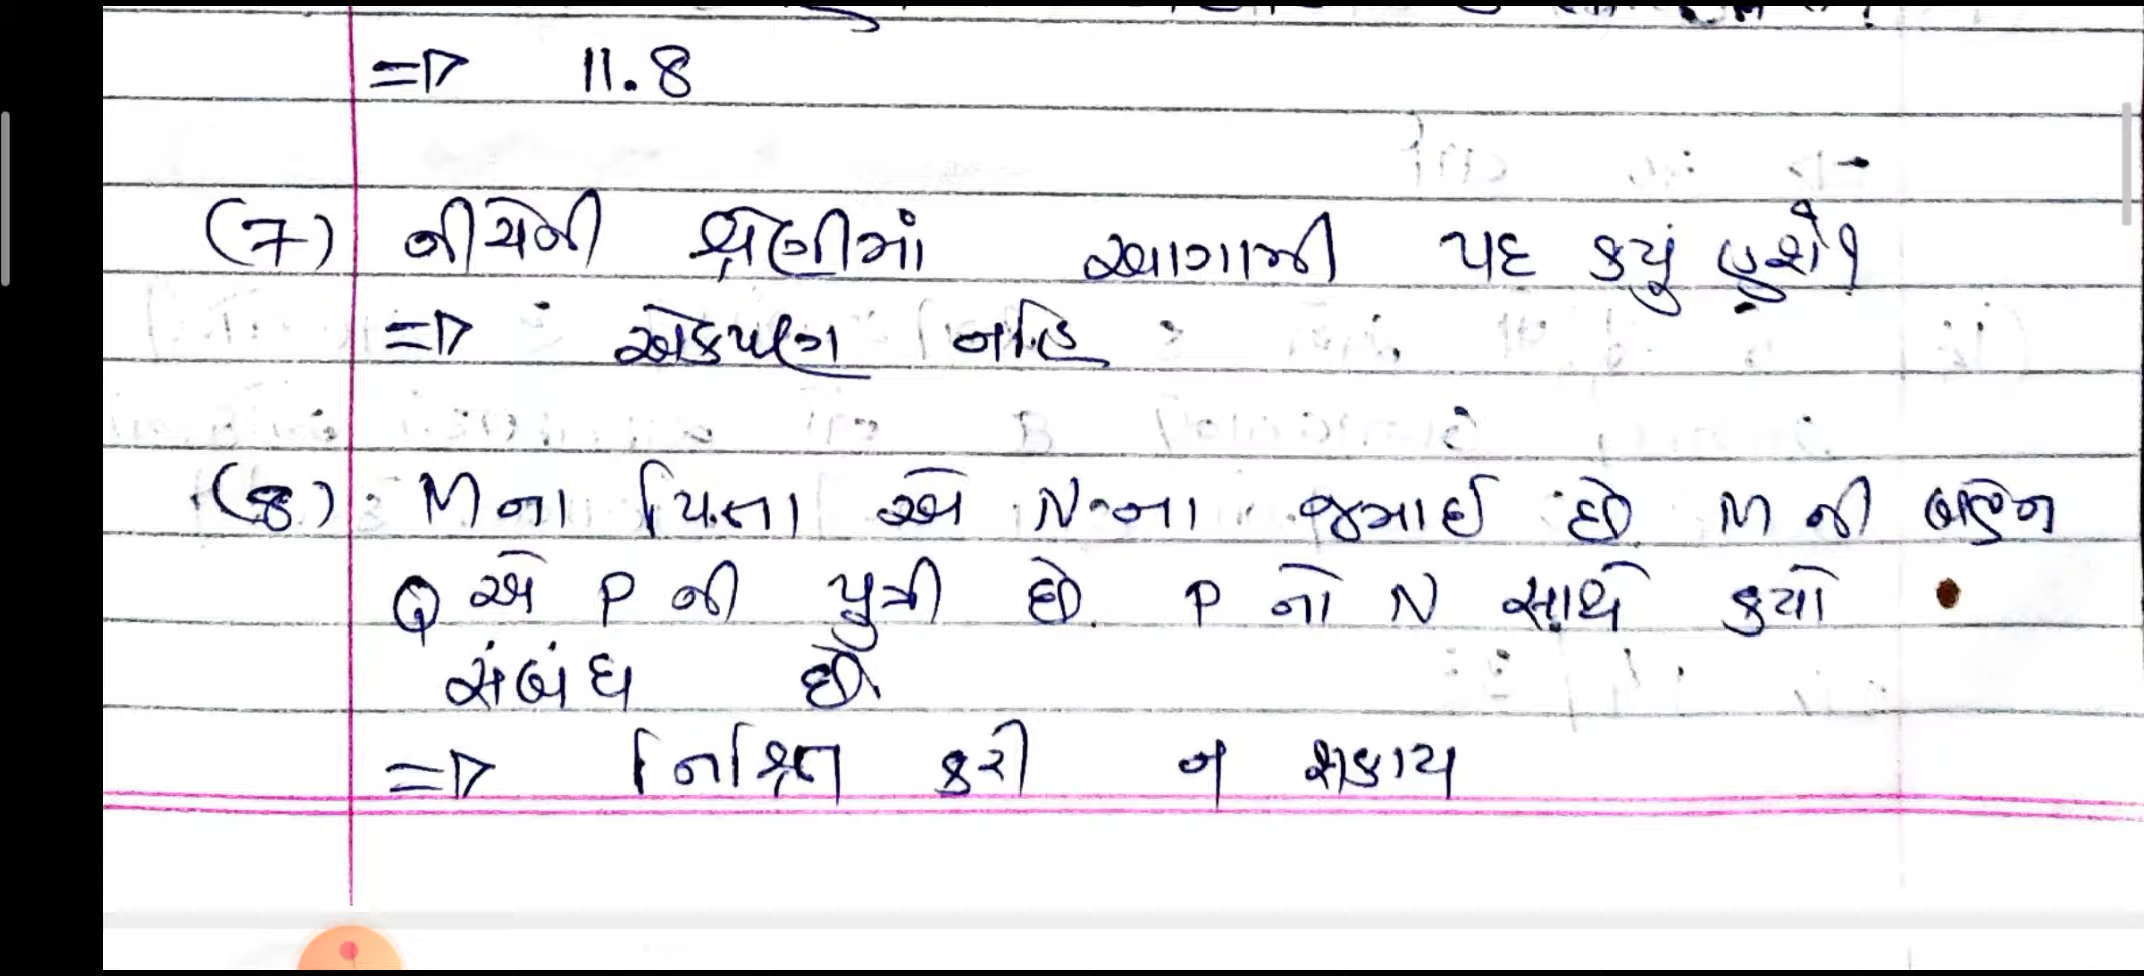 => 11.8
(7) નીચેની શ્રેણીમાં આગામી પદ કયું હશે?
=> એકપણ નહિ
(8) M ના પિતા એ N ના જમાઈ છે. M ની બહેન
Q એ P ની પુત્રી છે. P નો N સાથે કયો
સંબંધ છે.
=> નિશ્ચિત કરી ન શકાય